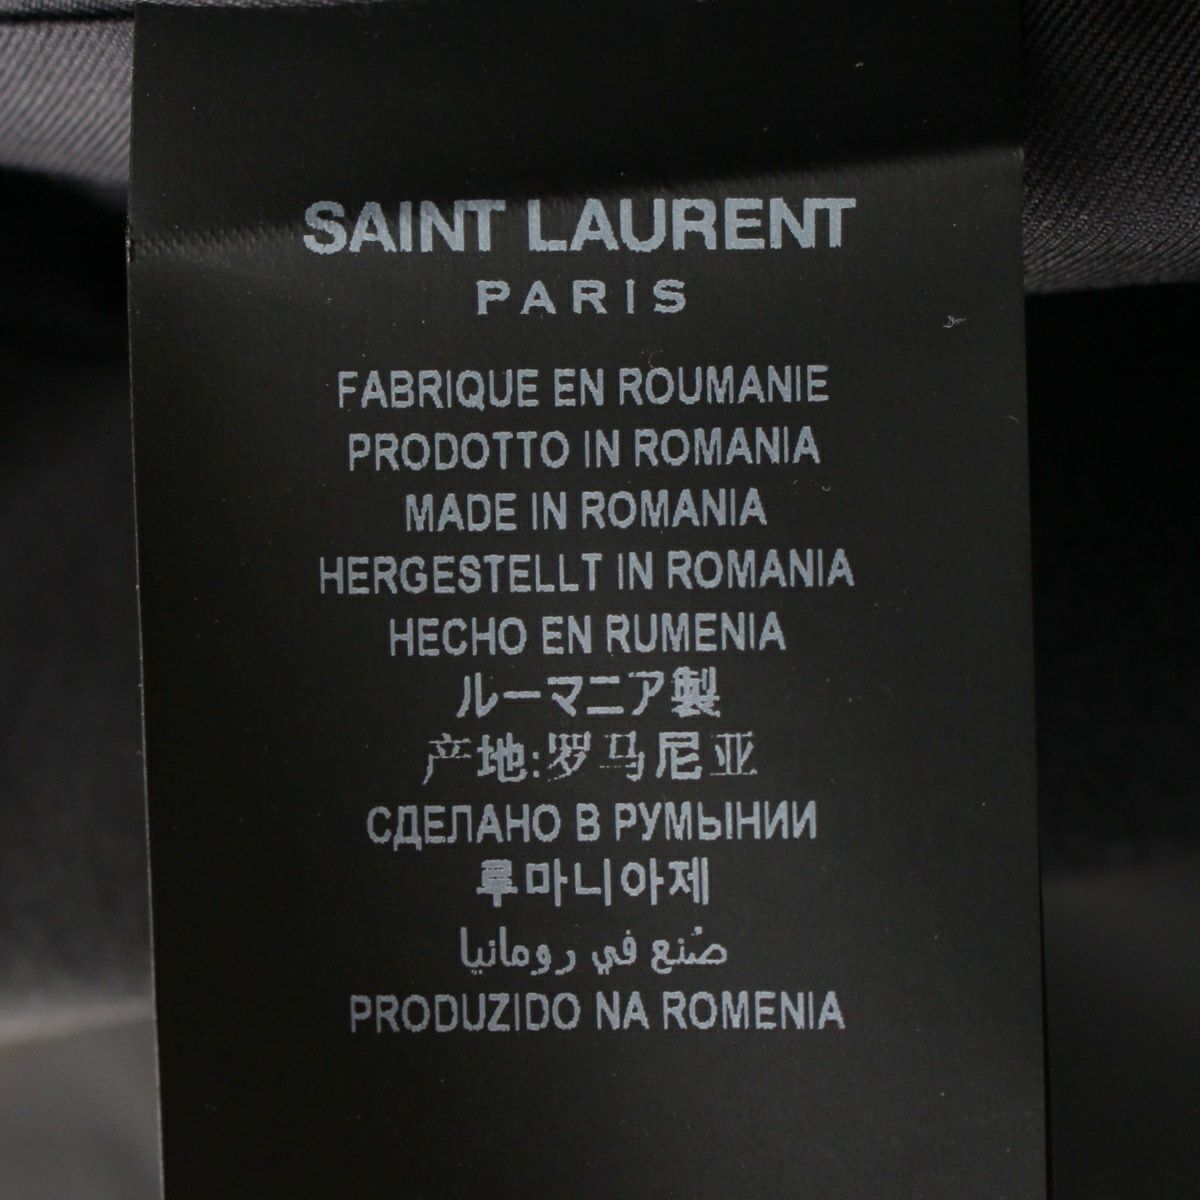 SAINT LAURENT
PARIS
FABRIQUE EN ROUMANIE
PRODOTTO IN ROMANIA
MADE IN ROMANIA
HERGESTELLT IN ROMANIA
HECHO EN RUMENIA
ルーマニア製
产地:罗马尼亚
СДЕЛАНО В РУМЫНИИ
루마니아제
صُنع في رومانيا
PRODUZIDO NA ROMENIA